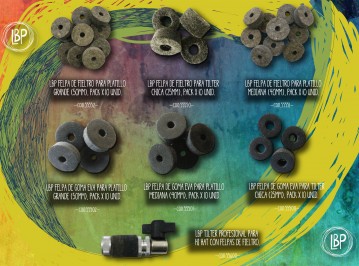 LBP
LBP FELPA DE FIELTRO PARA PLATILLO
GRANDE (50MM), PACK X 10 UNID.
LBP FELPA DE FIELTRO PARA TILTER
CHICA (25MM), PACK X 10 UNID.
LBP FELPA DE FIELTRO PARA PLATILLO
MEDIANA (40MM), PACK X 10 UNID.
LBP FELPA DE GOMA EVA PARA PLATILLO
GRANDE (50MM), PACK X 10 UNID.
LBP FELPA DE GOMA EVA PARA PLATILLO
MEDIANA (40MM), PACK X 10 UNID.
LBP FELPA DE GOMA EVA PARA TILTER
CHICA (25MM), PACK X 10 UNID.
LBP TILTER PROFESIONAL PARA
HI HAT CON FELPAS DE FIELTRO.
LBP